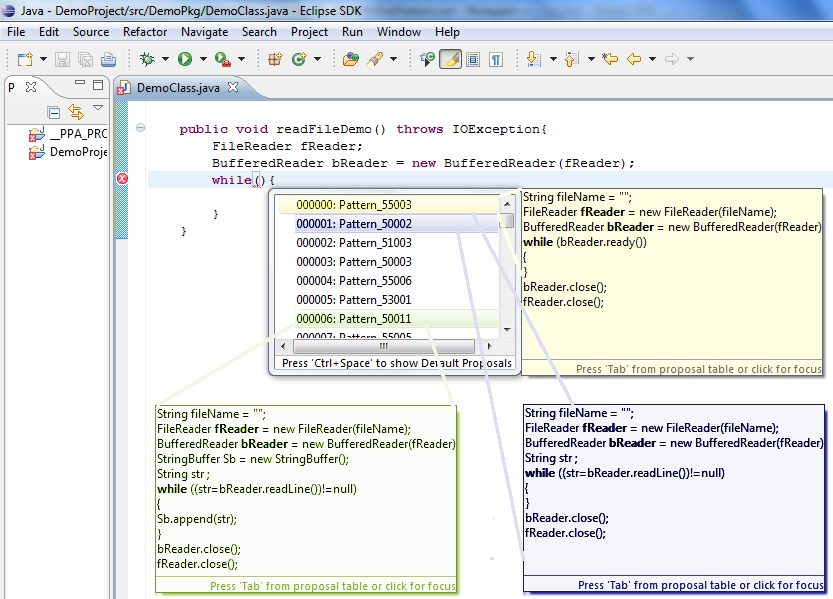 Java - DemoProject/src/DemoPkg/DemoClass.java - Eclipse SDK
File Edit Source Refactor Navigate Search Project Run Window Help
P
DemoClass.java
__PPA_PRO
DemoProje
public void readFileDemo() throws IOException{
FileReader fReader;
BufferedReader bReader = new BufferedReader(fReader);
while(){
}
}
000000: Pattern_55003
000001: Pattern_50002
000002: Pattern_51003
000003: Pattern_50003
000004: Pattern_55006
000005: Pattern_53001
000006: Pattern_50011
000007: Pattern_55005
Press 'Ctrl+Space' to show Default Proposals
String fileName = "";
FileReader fReader = new FileReader(fileName);
BufferedReader bReader = new BufferedReader(fReader)
while (bReader.ready())
{
}
bReader.close();
fReader.close();
Press 'Tab' from proposal table or click for focus
String fileName = "";
FileReader fReader = new FileReader(fileName);
BufferedReader bReader = new BufferedReader(fReader)
StringBuffer Sb = new StringBuffer();
String str ;
while ((str=bReader.readLine())!=null)
{
Sb.append(str);
}
bReader.close();
fReader.close();
Press 'Tab' from proposal table or click for focus
String fileName = "";
FileReader fReader = new FileReader(fileName);
BufferedReader bReader = new BufferedReader(fReader)
String str ;
while ((str=bReader.readLine())!=null)
{
}
bReader.close();
fReader.close();
Press 'Tab' from proposal table or click for focus